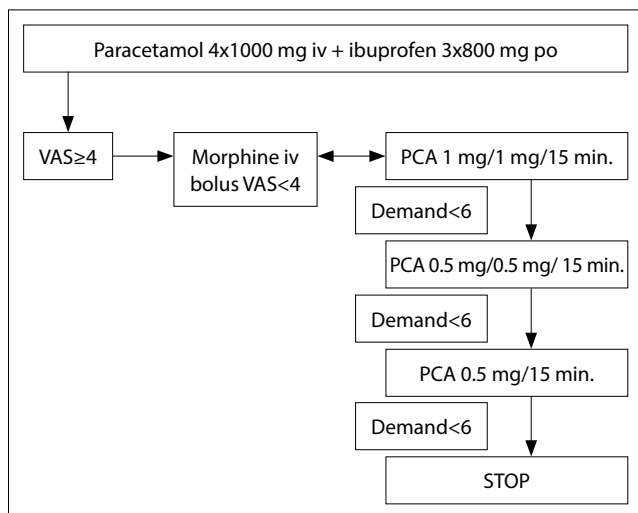 Paracetamol 4x1000 mg iv + ibuprofen 3x800 mg po
VAS≥4
Morphine iv
bolus VAS<4
PCA 1 mg/1 mg/15 min.
Demand<6
PCA 0.5 mg/0.5 mg/ 15 min.
Demand<6
PCA 0.5 mg/15 min.
Demand<6
STOP